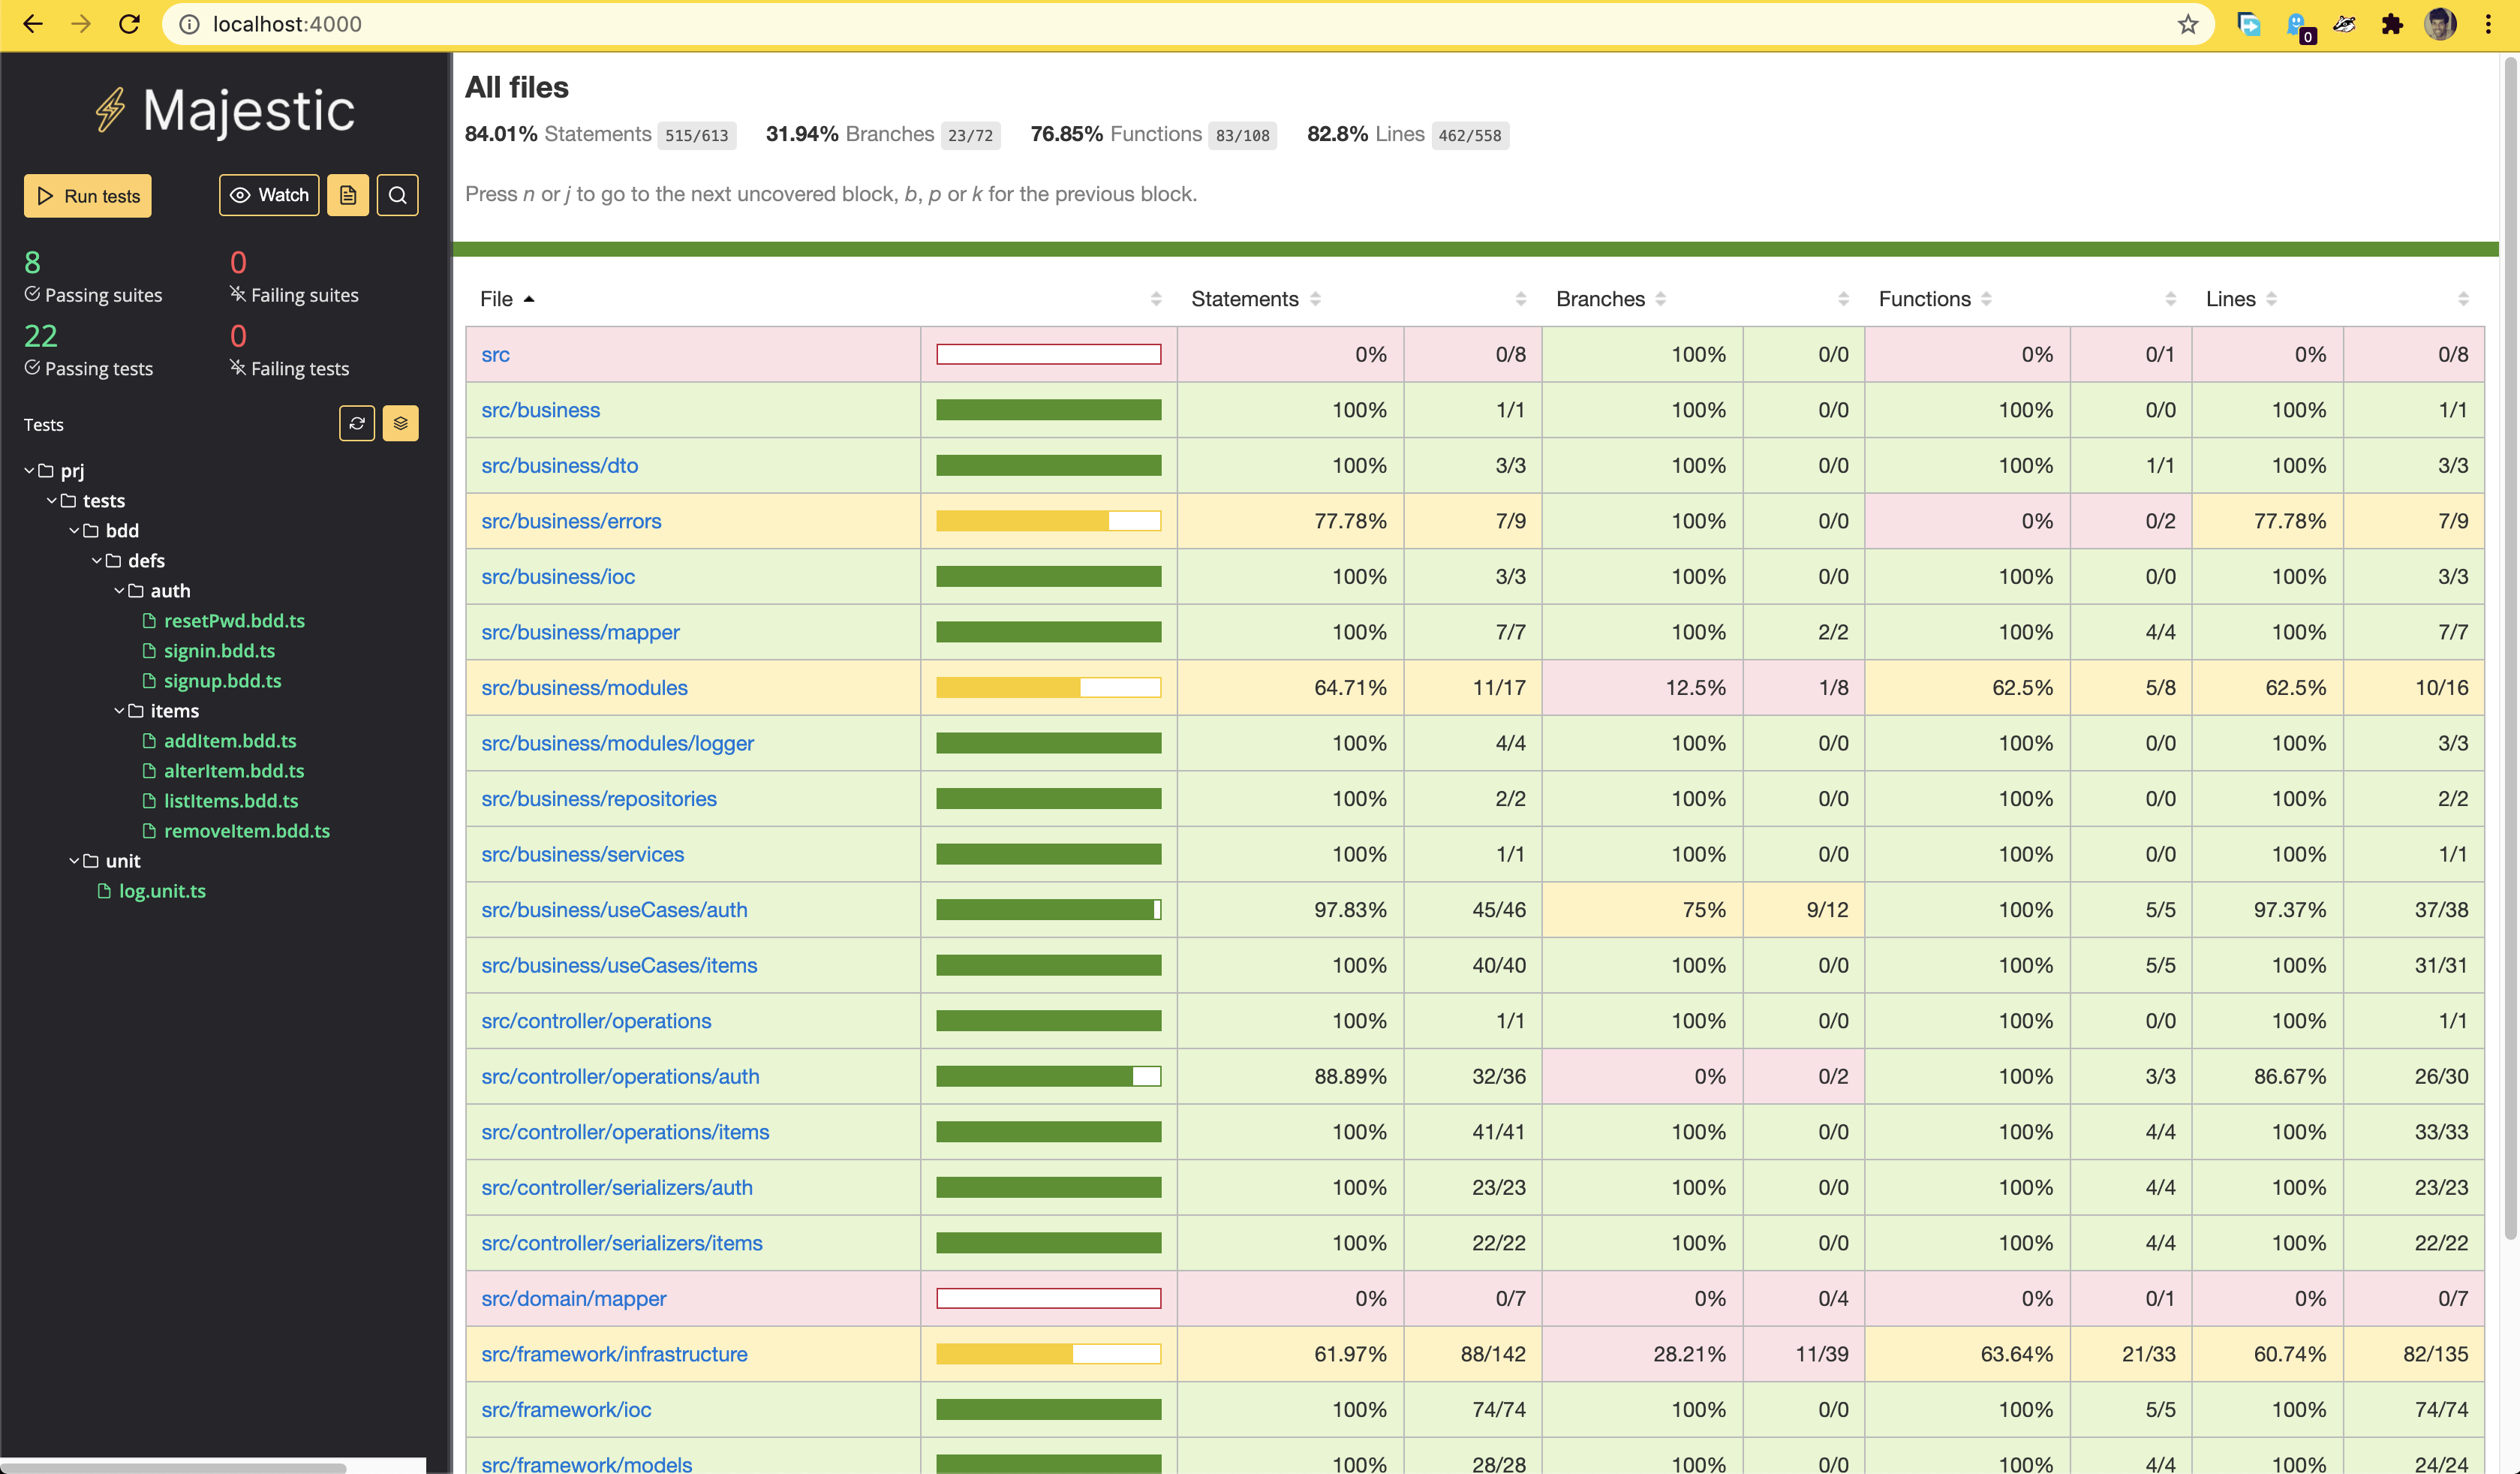 localhost:4000
0
Majestic
Run tests
Watch
8
0
Passing suites
Failing suites
22
0
Passing tests
Failing tests
Tests
prj
tests
bdd
defs
auth
resetPwd.bdd.ts
signin.bdd.ts
signup.bdd.ts
items
addItem.bdd.ts
alterItem.bdd.ts
listItems.bdd.ts
removeItem.bdd.ts
unit
log.unit.ts
All files
84.01% Statements 515/613 31.94% Branches 23/72 76.85% Functions 83/108 82.8% Lines 462/558
Press n or j to go to the next uncovered block, b, p or k for the previous block.
File Statements Branches Functions Lines
src 0% 0/8 100% 0/0 0% 0/1 0% 0/8
src/business 100% 1/1 100% 0/0 100% 0/0 100% 1/1
src/business/dto 100% 3/3 100% 0/0 100% 1/1 100% 3/3
src/business/errors 77.78% 7/9 100% 0/0 0% 0/2 77.78% 7/9
src/business/ioc 100% 3/3 100% 0/0 100% 0/0 100% 3/3
src/business/mapper 100% 7/7 100% 2/2 100% 4/4 100% 7/7
src/business/modules 64.71% 11/17 12.5% 1/8 62.5% 5/8 62.5% 10/16
src/business/modules/logger 100% 4/4 100% 0/0 100% 0/0 100% 3/3
src/business/repositories 100% 2/2 100% 0/0 100% 0/0 100% 2/2
src/business/services 100% 1/1 100% 0/0 100% 0/0 100% 1/1
src/business/useCases/auth 97.83% 45/46 75% 9/12 100% 5/5 97.37% 37/38
src/business/useCases/items 100% 40/40 100% 0/0 100% 5/5 100% 31/31
src/controller/operations 100% 1/1 100% 0/0 100% 0/0 100% 1/1
src/controller/operations/auth 88.89% 32/36 0% 0/2 100% 3/3 86.67% 26/30
src/controller/operations/items 100% 41/41 100% 0/0 100% 4/4 100% 33/33
src/controller/serializers/auth 100% 23/23 100% 0/0 100% 4/4 100% 23/23
src/controller/serializers/items 100% 22/22 100% 0/0 100% 4/4 100% 22/22
src/domain/mapper 0% 0/7 0% 0/4 0% 0/1 0% 0/7
src/framework/infrastructure 61.97% 88/142 28.21% 11/39 63.64% 21/33 60.74% 82/135
src/framework/ioc 100% 74/74 100% 0/0 100% 5/5 100% 74/74
src/framework/models 100% 28/28 100% 0/0 100% 4/4 100% 24/24